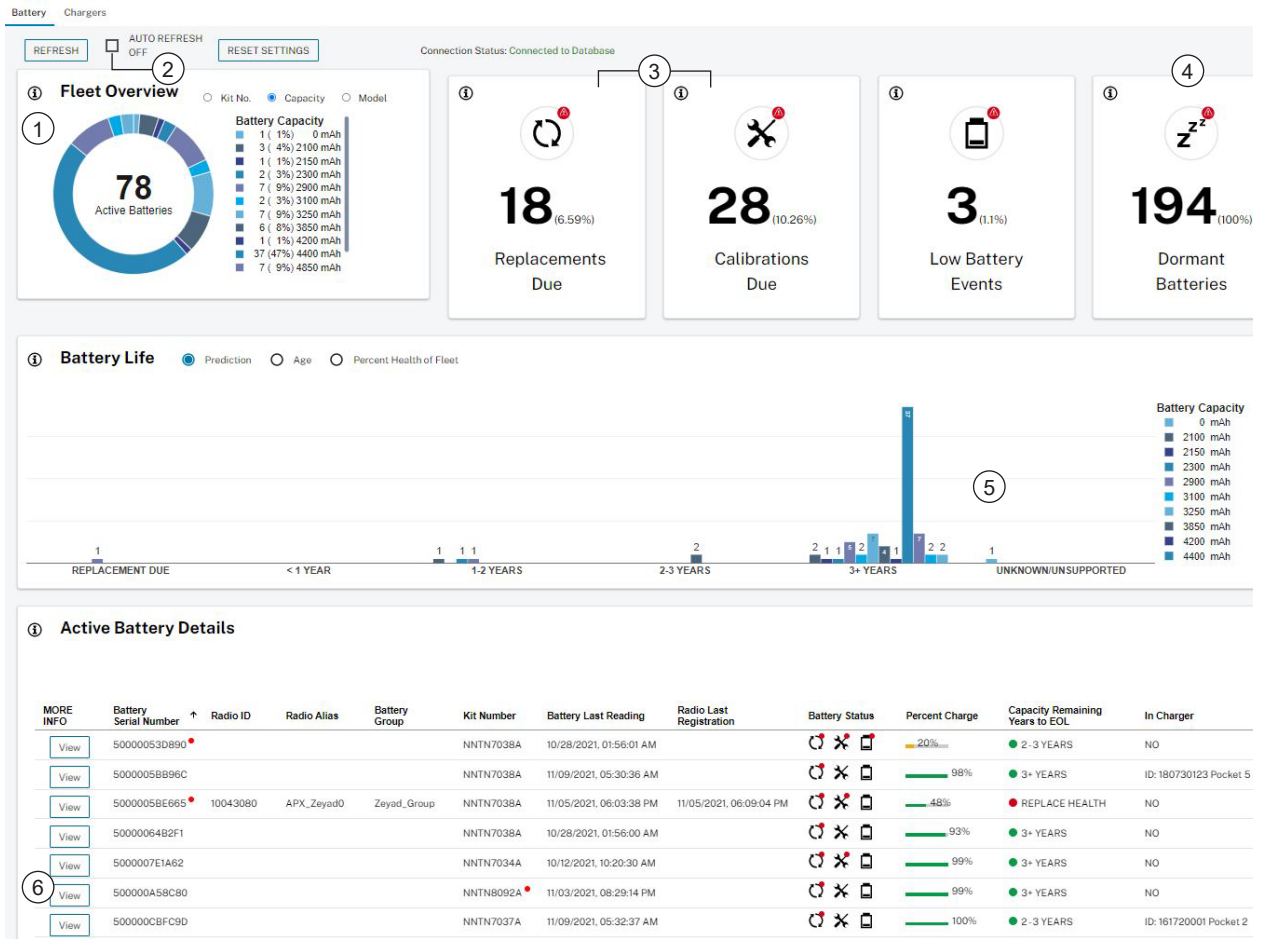 Battery Chargers
REFRESH
AUTO REFRESH
OFF
RESET SETTINGS
Connection Status: Connected to Database
2
3
4
Fleet Overview
Kit No. Capacity Model
1
78
Active Batteries
Battery Capacity
1 ( 1%) 0 mAh
3 ( 4%) 2100 mAh
1 ( 1%) 2150 mAh
2 ( 3%) 2300 mAh
7 ( 9%) 2900 mAh
2 ( 3%) 3100 mAh
7 ( 9%) 3250 mAh
6 ( 8%) 3850 mAh
1 ( 1%) 4200 mAh
37 (47%) 4400 mAh
7 ( 9%) 4850 mAh
18 (6.59%)
Replacements
Due
28 (10.26%)
Calibrations
Due
3 (1.1%)
Low Battery
Events
zzz
194 (100%)
Dormant
Batteries
Battery Life
Prediction Age Percent Health of Fleet
5
1 1 1 1 2 2 1 1 5 2 7 4 1 7 2 2 1
REPLACEMENT DUE < 1 YEAR 1-2 YEARS 2-3 YEARS 3+ YEARS UNKNOWN/UNSUPPORTED
Battery Capacity
0 mAh
2100 mAh
2150 mAh
2300 mAh
2900 mAh
3100 mAh
3250 mAh
3850 mAh
4200 mAh
4400 mAh
Active Battery Details
MORE INFO Battery Serial Number ↑ Radio ID Radio Alias Battery Group Kit Number Battery Last Reading Radio Last Registration Battery Status Percent Charge Capacity Remaining Years to EOL In Charger
View 50000053D890 NNTN7038A 10/28/2021, 01:56:01 AM 20% 2-3 YEARS NO
View 5000005BB96C NNTN7038A 11/09/2021, 05:30:36 AM 98% 3+ YEARS ID: 180730123 Pocket 5
View 5000005BE665 10043080 APX_Zeyad0 Zeyad_Group NNTN7038A 11/05/2021, 06:03:38 PM 11/05/2021, 06:09:04 PM 48% REPLACE HEALTH NO
View 50000064B2F1 NNTN7038A 10/28/2021, 01:56:00 AM 93% 3+ YEARS NO
View 5000007E1A62 NNTN7034A 10/12/2021, 10:20:30 AM 99% 3+ YEARS NO
6 View 500000A58C80 NNTN8092A 11/03/2021, 08:29:14 PM 99% 3+ YEARS NO
View 500000CBFC9D NNTN7037A 11/09/2021, 05:32:37 AM 100% 2-3 YEARS ID: 161720001 Pocket 2